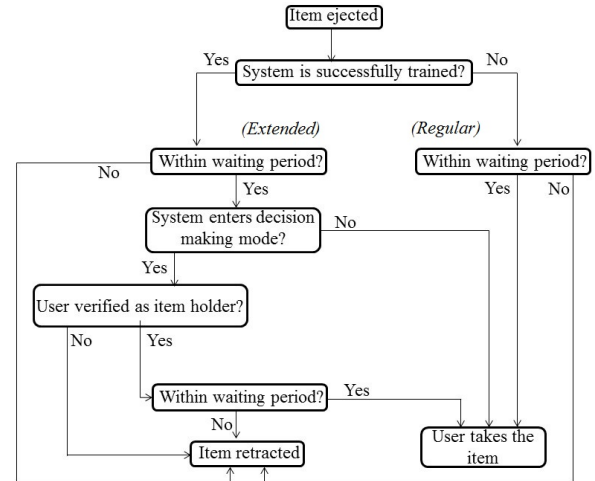 Item ejected
Yes
No
System is successfully trained?
(Extended)
(Regular)
Within waiting period?
Within waiting period?
No
Yes
Yes
No
System enters decision
making mode?
No
Yes
User verified as item holder?
No
Yes
Within waiting period?
Yes
No
User takes the
item
Item retracted